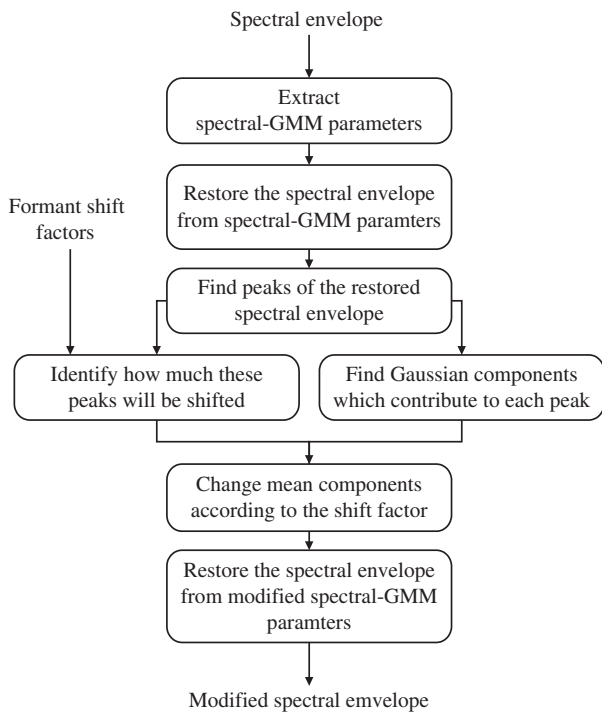 Spectral envelope
Extract
spectral-GMM parameters
Restore the spectral envelope
from spectral-GMM paramters
Formant shift
factors
Find peaks of the restored
spectral envelope
Identify how much these
peaks will be shifted
Find Gaussian components
which contribute to each peak
Change mean components
according to the shift factor
Restore the spectral envelope
from modified spectral-GMM
paramters
Modified spectral emvelope